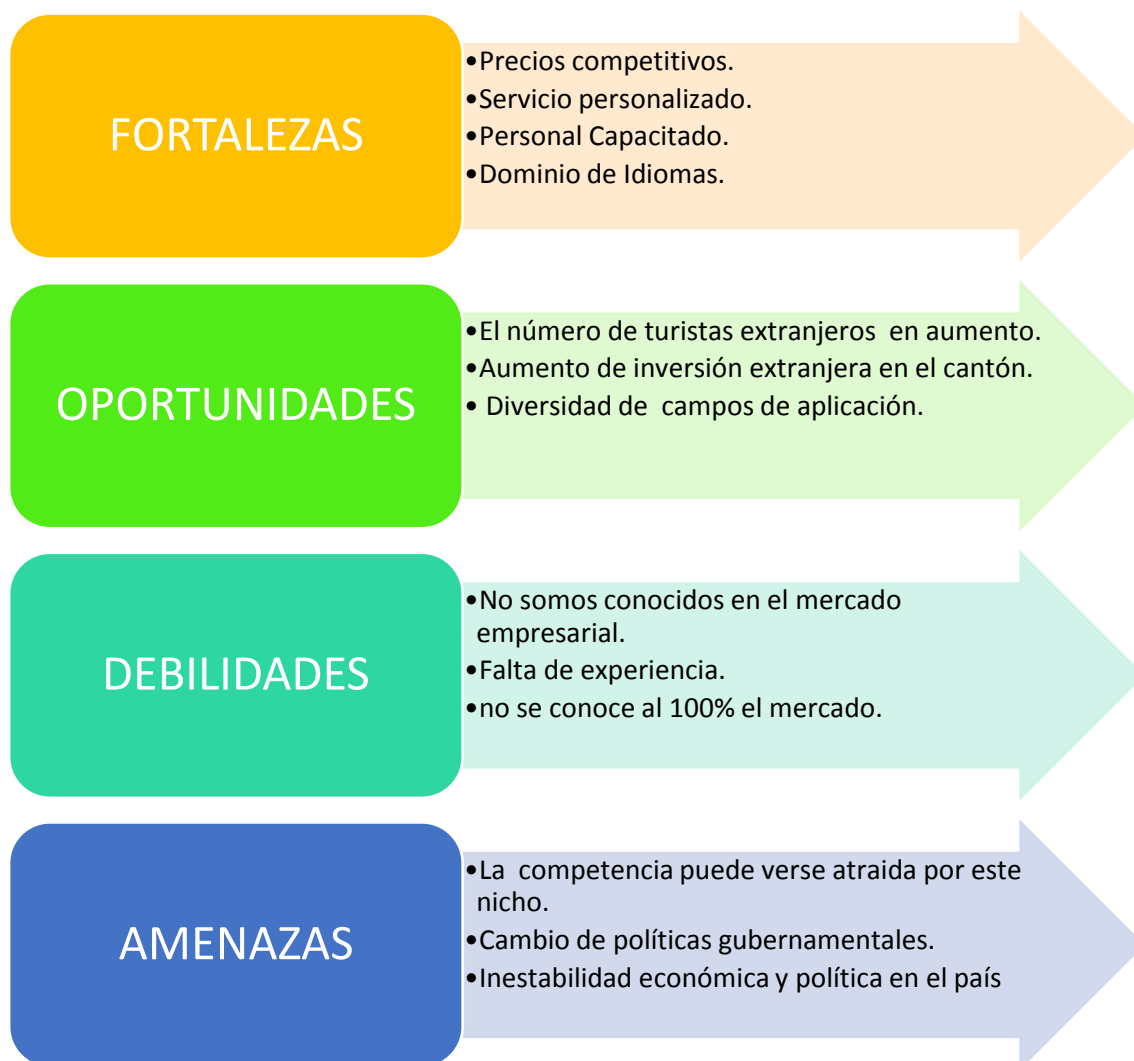 FORTALEZAS
•Precios competitivos.
•Servicio personalizado.
•Personal Capacitado.
•Dominio de Idiomas.
OPORTUNIDADES
•El número de turistas extranjeros  en aumento.
•Aumento de inversión extranjera en el cantón.
• Diversidad de  campos de aplicación.
DEBILIDADES
•No somos conocidos en el mercado
empresarial.
•Falta de experiencia.
•no se conoce al 100% el mercado.
AMENAZAS
•La  competencia puede verse atraida por este
nicho.
•Cambio de políticas gubernamentales.
•Inestabilidad económica y política en el país